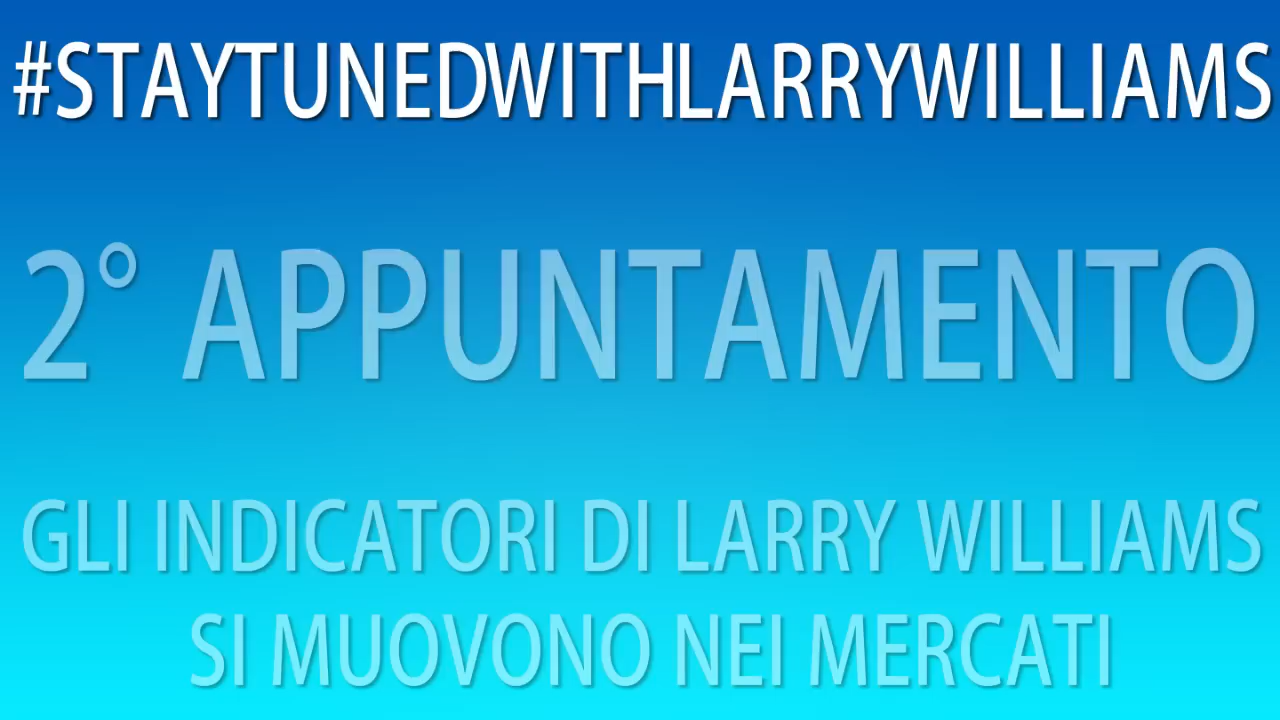 #STAYTUNEDWITHLARRYWILLIAMS
2° APPUNTAMENTO
GLI INDICATORI DI LARRY WILLIAMS
SI MUOVONO NEI MERCATI